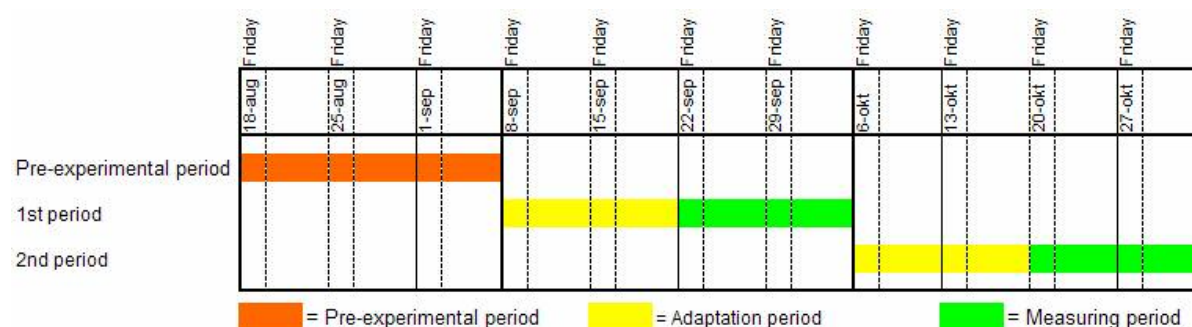 Friday Friday Friday Friday Friday Friday Friday Friday Friday Friday Friday
18-aug 25-aug 1-sep 8-sep 15-sep 22-sep 29-sep 6-okt 13-okt 20-okt 27-okt
Pre-experimental period
1st period
2nd period
= Pre-experimental period = Adaptation period = Measuring period